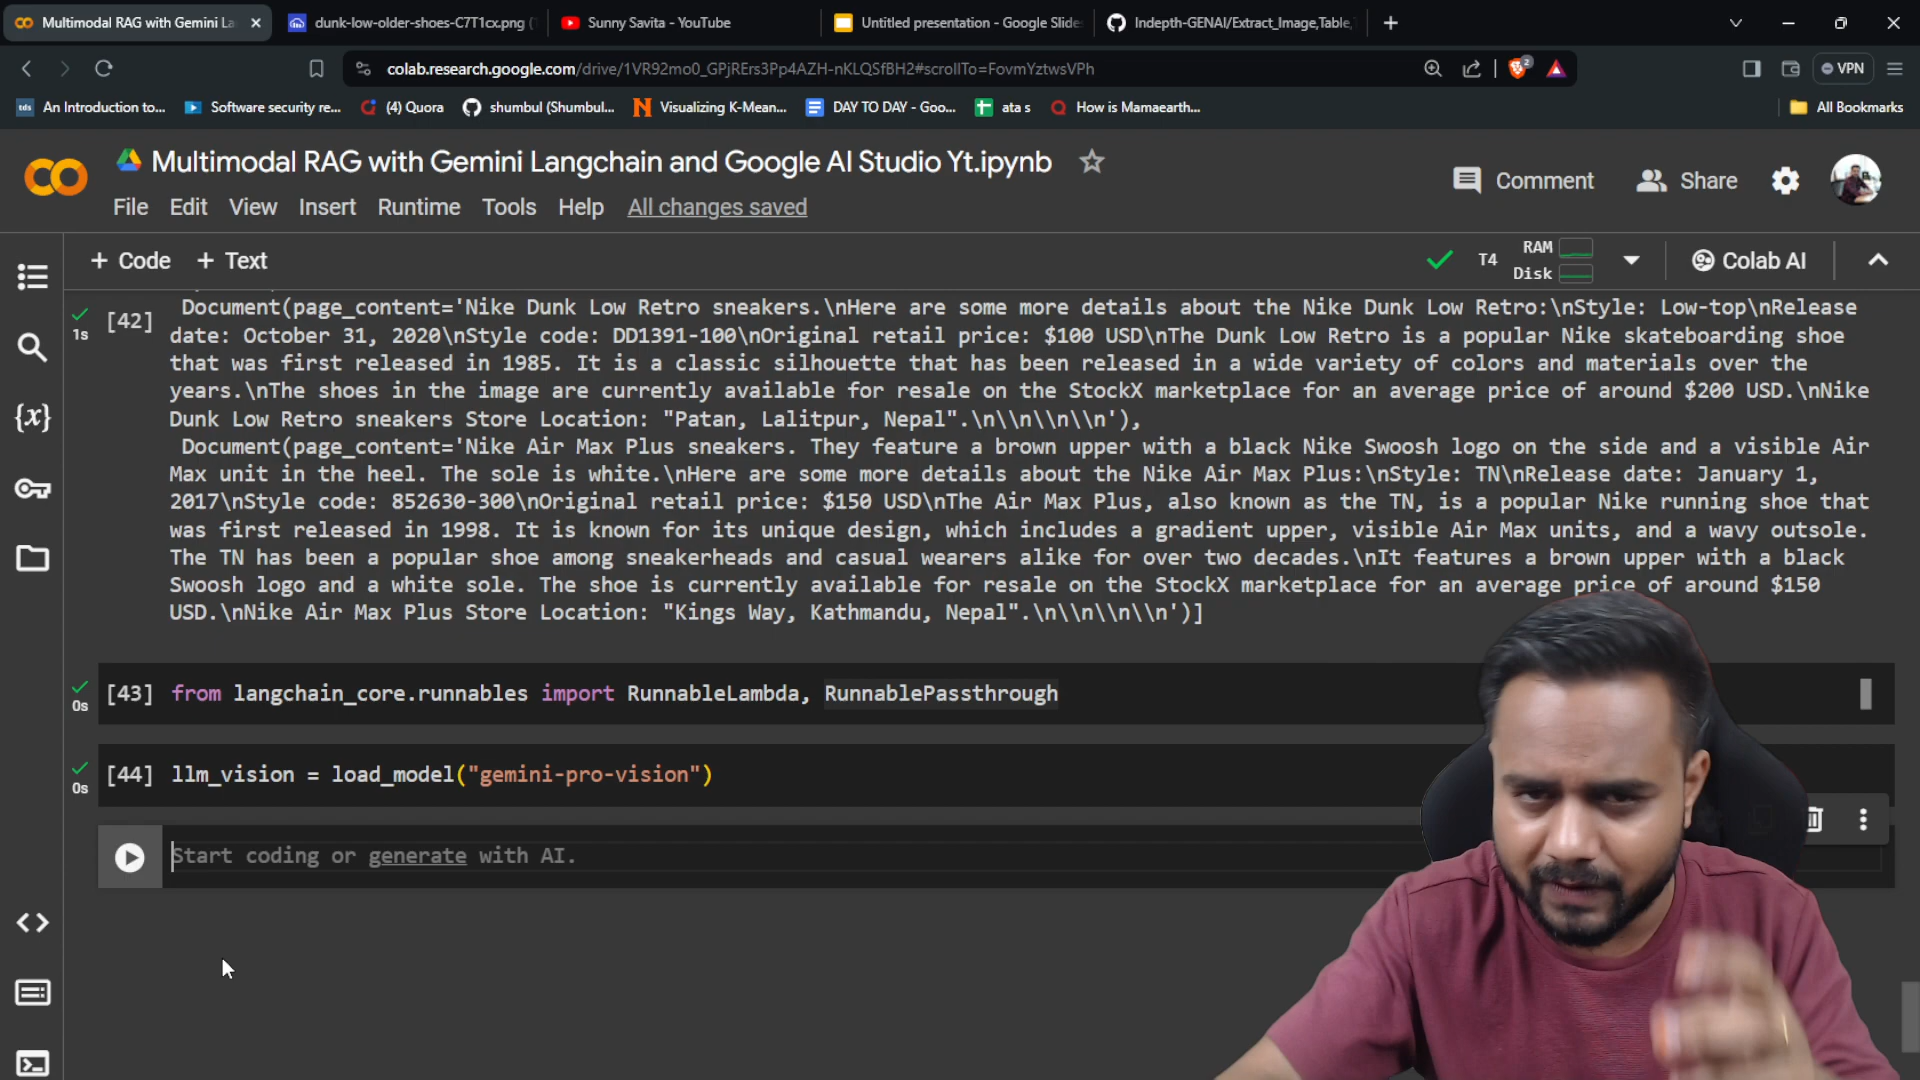 Multimodal RAG with Gemini La
dunk-low-older-shoes-C7T1cx.png (
Sunny Savita - YouTube
Untitled presentation - Google Slide
Indepth-GENAI/Extract_Image,Table,
colab.research.google.com/drive/1VR92mo0_GPjRErs3Pp4AZH-nKLQSfBH2#scrollTo=FovmYztwsVPh
2
VPN
tds An Introduction to...
Software security re...
(4) Quora
shumbul (Shumbul...
Visualizing K-Mean...
DAY TO DAY - Goo...
ata s
How is Mamaearth...
All Bookmarks
Multimodal RAG with Gemini Langchain and Google AI Studio Yt.ipynb
Comment
Share
File Edit View Insert Runtime Tools Help All changes saved
+ Code + Text
T4
RAM
Disk
Colab AI
{x}
1s
[42]
Document(page_content='Nike Dunk Low Retro sneakers.\nHere are some more details about the Nike Dunk Low Retro:\nStyle: Low-top\nRelease
date: October 31, 2020\nStyle code: DD1391-100\nOriginal retail price: $100 USD\nThe Dunk Low Retro is a popular Nike skateboarding shoe
that was first released in 1985. It is a classic silhouette that has been released in a wide variety of colors and materials over the
years.\nThe shoes in the image are currently available for resale on the StockX marketplace for an average price of around $200 USD.\nNike
Dunk Low Retro sneakers Store Location: "Patan, Lalitpur, Nepal".\n\\n\\n\\n'),
Document(page_content='Nike Air Max Plus sneakers. They feature a brown upper with a black Nike Swoosh logo on the side and a visible Air
Max unit in the heel. The sole is white.\nHere are some more details about the Nike Air Max Plus:\nStyle: TN\nRelease date: January 1,
2017\nStyle code: 852630-300\nOriginal retail price: $150 USD\nThe Air Max Plus, also known as the TN, is a popular Nike running shoe that
was first released in 1998. It is known for its unique design, which includes a gradient upper, visible Air Max units, and a wavy outsole.
The TN has been a popular shoe among sneakerheads and casual wearers alike for over two decades.\nIt features a brown upper with a black
Swoosh logo and a white sole. The shoe is currently available for resale on the StockX marketplace for an average price of around $150
USD.\nNike Air Max Plus Store Location: "Kings Way, Kathmandu, Nepal".\n\\n\\n\\n')]
0s
[43] from langchain_core.runnables import RunnableLambda, RunnablePassthrough
0s
[44] llm_vision = load_model("gemini-pro-vision")
Start coding or generate with AI.